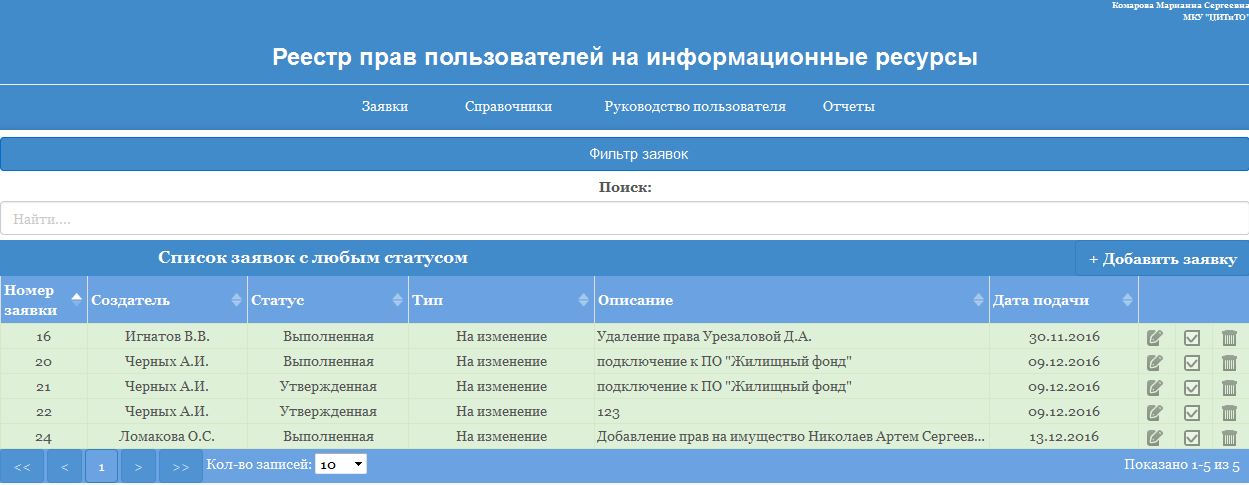 Комарова Марианна Сергеевна
МКУ "ЦИТиТО"
Реестр прав пользователей на информационные ресурсы
Заявки Справочники Руководство пользователя Отчеты
Фильтр заявок
Поиск:
Найти....
Список заявок с любым статусом + Добавить заявку
Номер заявки Создатель Статус Тип Описание Дата подачи
16 Игнатов В.В. Выполненная На изменение Удаление права Урезаловой Д.А. 30.11.2016
20 Черных А.И. Выполненная На изменение подключение к ПО "Жилищный фонд" 09.12.2016
21 Черных А.И. Утвержденная На изменение подключение к ПО "Жилищный фонд" 09.12.2016
22 Черных А.И. Утвержденная На изменение 123 09.12.2016
24 Ломакова О.С. Выполненная На изменение Добавление прав на имущество Николаев Артем Сергеев... 13.12.2016
<< < 1 > >> Кол-во записей: 10 Показано 1-5 из 5